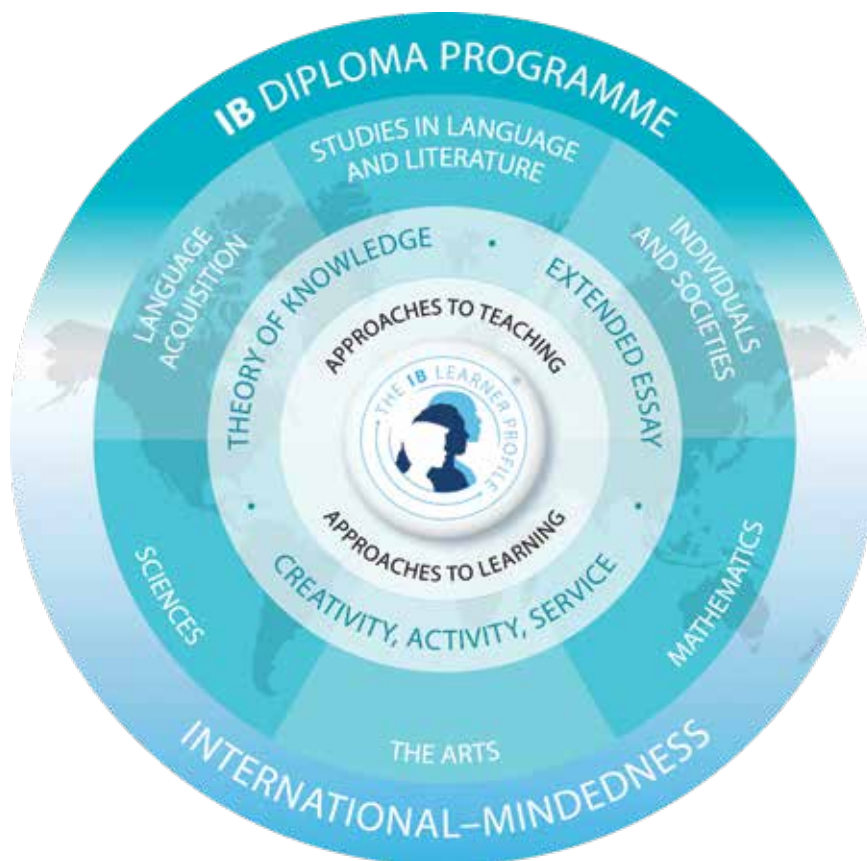 IB DIPLOMA PROGRAMME
STUDIES IN LANGUAGE
AND LITERATURE
LANGUAGE
ACQUISITION
INDIVIDUALS
AND SOCIETIES
THEORY OF KNOWLEDGE
EXTENDED ESSAY
APPROACHES TO TEACHING
THE IB LEARNER PROFILE
®
APPROACHES TO LEARNING
CREATIVITY, ACTIVITY, SERVICE
SCIENCES
MATHEMATICS
THE ARTS
INTERNATIONAL–MINDEDNESS